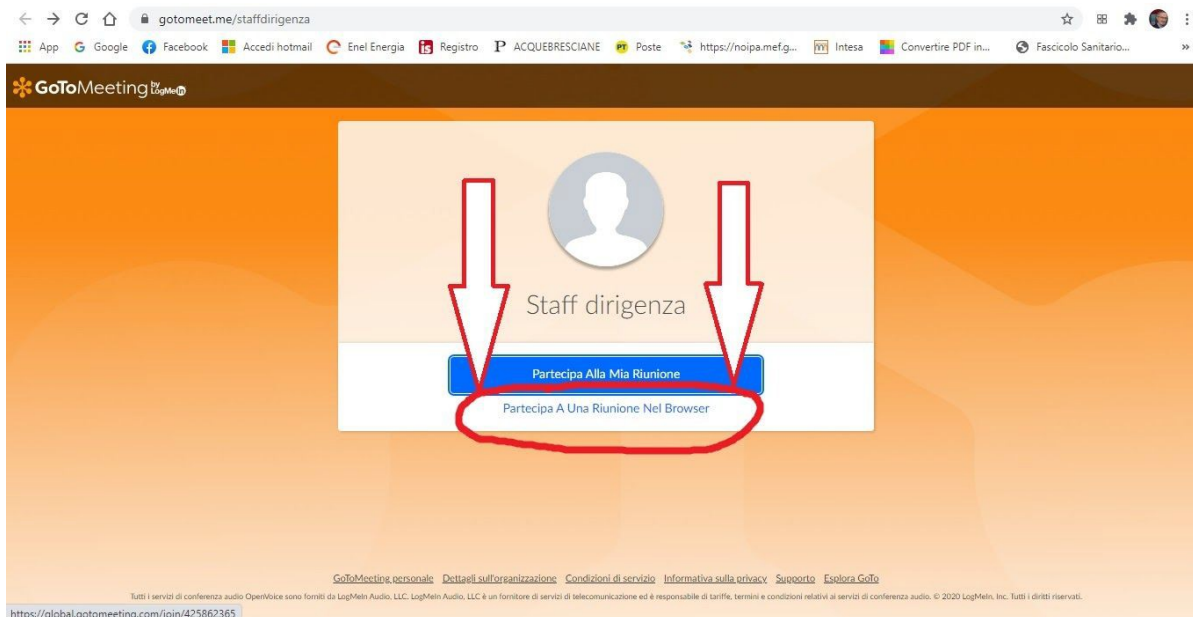 gotomeet.me/staffdirigenza
App Google Facebook Accedi hotmail Enel Energia is Registro P ACQUEBRESCIANE PT Poste https://noipa.mef.g... Intesa Convertire PDF in... Fascicolo Sanitario... »
GoToMeeting by LogMeIn
Staff dirigenza
Partecipa Alla Mia Riunione
Partecipa A Una Riunione Nel Browser
GoToMeeting personale Dettagli sull'organizzazione Condizioni di servizio Informativa sulla privacy Supporto Esplora GoTo
Tutti i servizi di conferenza audio OpenVoice sono forniti da LogMeIn Audio, LLC. LogMeIn Audio, LLC è un fornitore di servizi di telecomunicazione ed è responsabile di tariffe, termini e condizioni relativi ai servizi di conferenza audio. © 2020 LogMeIn, Inc. Tutti i diritti riservati.
https://global.gotomeeting.com/join/425862365